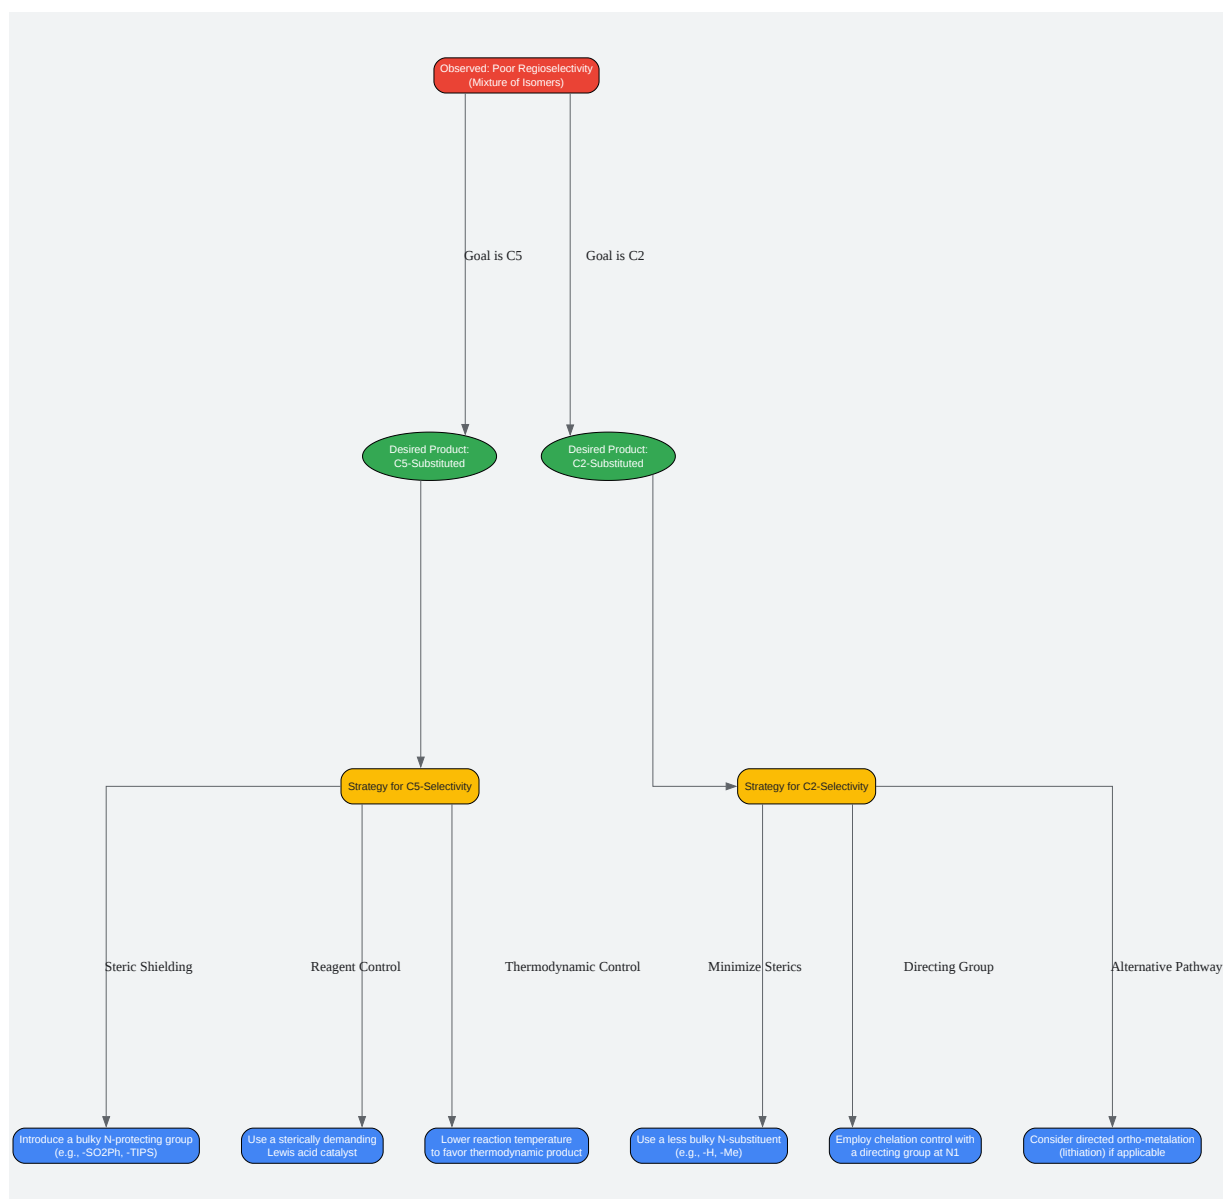 Observed: Poor Regioselectivity
(Mixture of Isomers)
Goal is C5
Goal is C2
Desired Product:
C5-Substituted
Desired Product:
C2-Substituted
Strategy for C5-Selectivity
Strategy for C2-Selectivity
Steric Shielding
Reagent Control
Thermodynamic Control
Minimize Sterics
Directing Group
Alternative Pathway
Introduce a bulky N-protecting group
(e.g., -SO2Ph, -TIPS)
Use a sterically demanding
Lewis acid catalyst
Lower reaction temperature
to favor thermodynamic product
Use a less bulky N-substituent
(e.g., -H, -Me)
Employ chelation control with
a directing group at N1
Consider directed ortho-metalation
(lithiation) if applicable